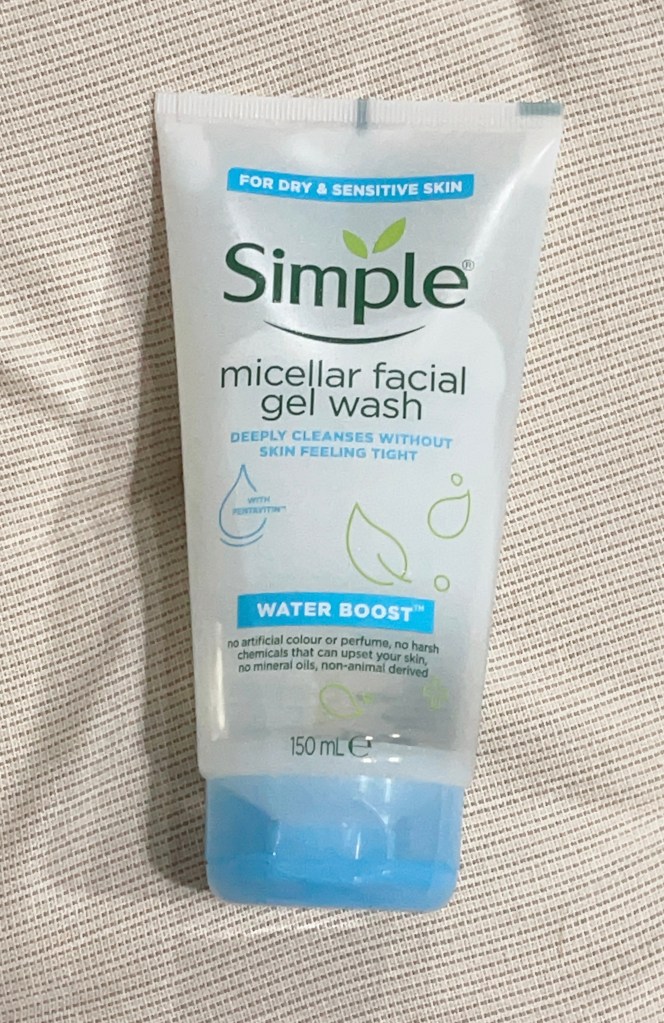 FOR DRY & SENSITIVE SKIN
Simple®
micellar facial
gel wash
DEEPLY CLEANSES WITHOUT
SKIN FEELING TIGHT
WITH
PENTAVITIN™
WATER BOOST™
no artificial colour or perfume, no harsh
chemicals that can upset your skin,
no mineral oils, non-animal derived
150 mL ℮